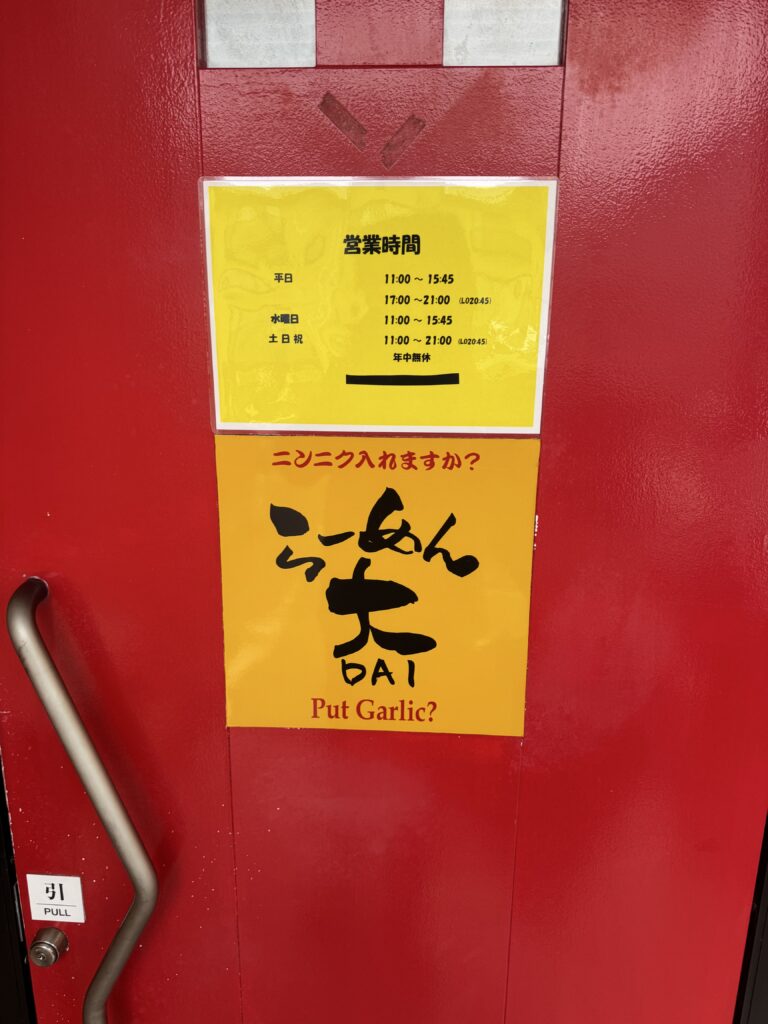 営業時間
平日 11:00 ～ 15:45
17:00 ～ 21:00 (LO20:45)
水曜日 11:00 ～ 15:45
土日祝 11:00 ～ 21:00 (LO20:45)
年中無休
ニンニク入れますか？
らーめん
大
DAI
Put Garlic?
引
PULL